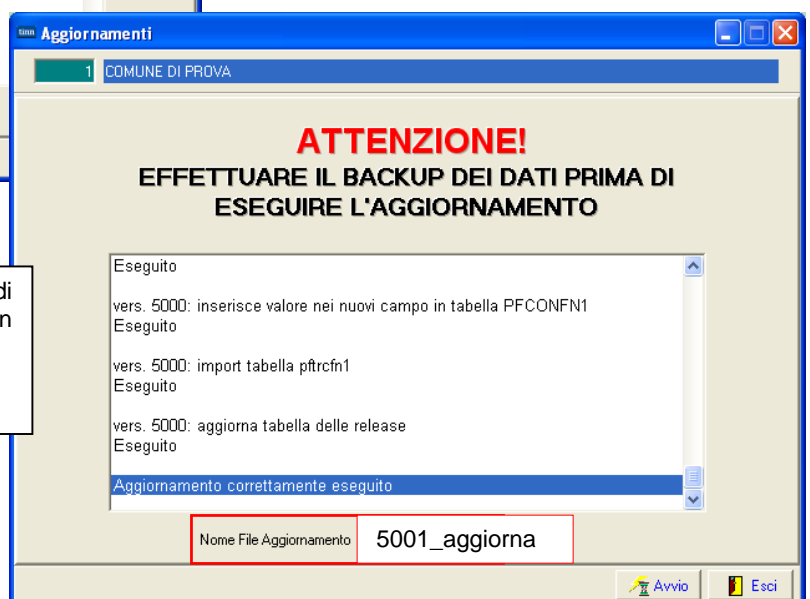 tinn Aggiornamenti
1 COMUNE DI PROVA
ATTENZIONE!
EFFETTUARE IL BACKUP DEI DATI PRIMA DI
ESEGUIRE L'AGGIORNAMENTO
di
n
Eseguito
vers. 5000: inserisce valore nei nuovi campo in tabella PFCONFN1
Eseguito
vers. 5000: import tabella pftrcfn1
Eseguito
vers. 5000: aggiorna tabella delle release
Eseguito
Aggiornamento correttamente eseguito
Nome File Aggiornamento 5001_aggiorna
Avvio Esci